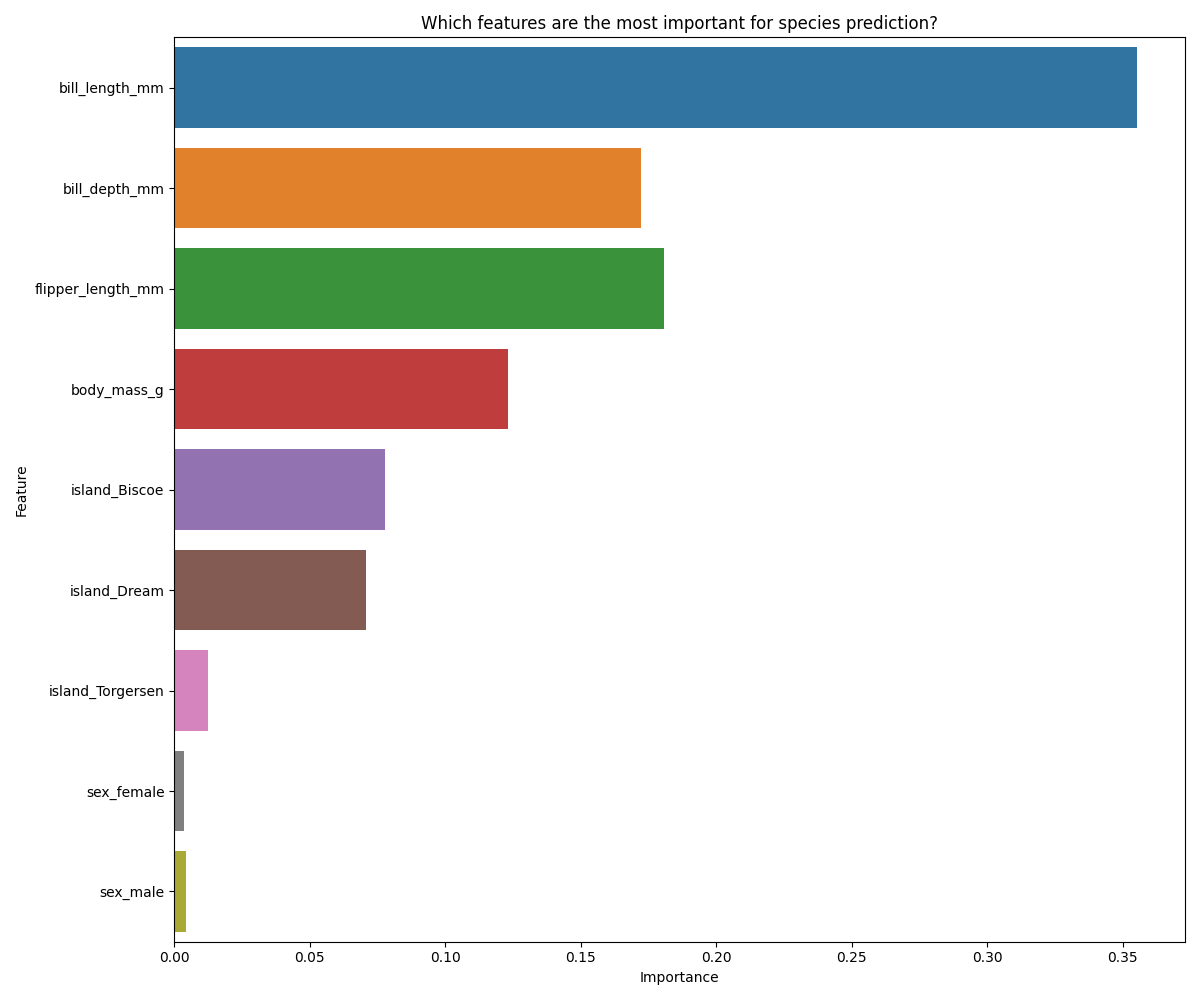 Which features are the most important for species prediction?
bill_length_mm
bill_depth_mm
flipper_length_mm
body_mass_g
island_Biscoe
island_Dream
island_Torgersen
sex_female
sex_male
Feature
0.00 0.05 0.10 0.15 0.20 0.25 0.30 0.35
Importance